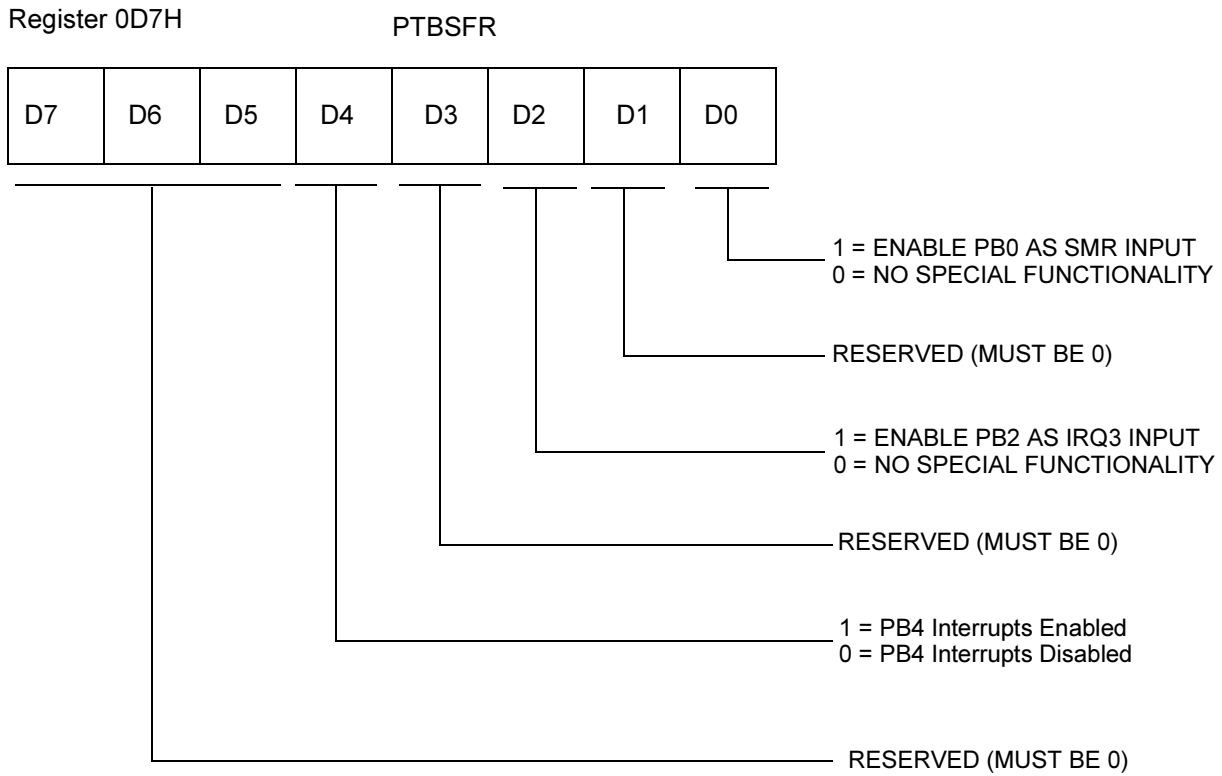 Register 0D7H
PTBSFR
D7 D6 D5 D4 D3 D2 D1 D0
1 = ENABLE PB0 AS SMR INPUT
0 = NO SPECIAL FUNCTIONALITY
RESERVED (MUST BE 0)
1 = ENABLE PB2 AS IRQ3 INPUT
0 = NO SPECIAL FUNCTIONALITY
RESERVED (MUST BE 0)
1 = PB4 Interrupts Enabled
0 = PB4 Interrupts Disabled
RESERVED (MUST BE 0)